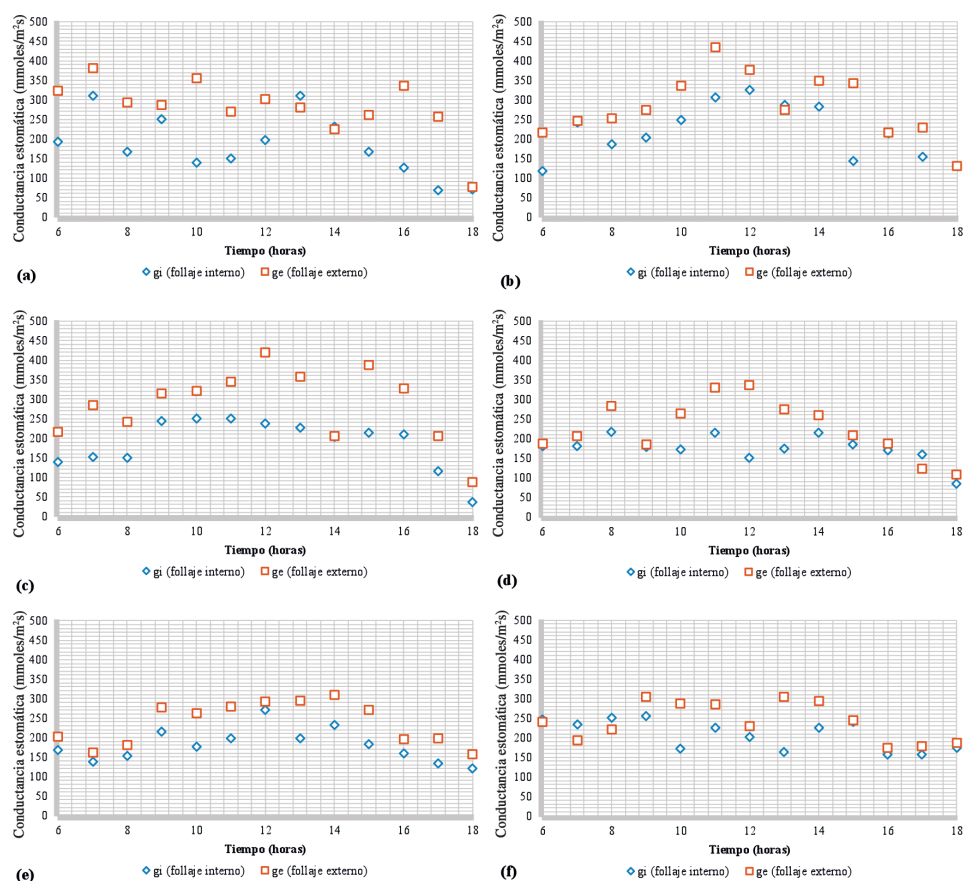 Conductancia estomática (mmoles/m²s)
500
450
400
350
300
250
200
150
100
50
0
6 8 10 12 14 16 18
Tiempo (horas)
gi (follaje interno) ge (follaje externo)
(a)
Conductancia estomática (mmoles/m²s)
500
450
400
350
300
250
200
150
100
50
0
6 8 10 12 14 16 18
Tiempo (horas)
gi (follaje interno) ge (follaje externo)
(b)
Conductancia estomática (mmoles/m²s)
500
450
400
350
300
250
200
150
100
50
0
6 8 10 12 14 16 18
Tiempo (horas)
gi (follaje interno) ge (follaje externo)
(c)
Conductancia estomática (mmoles/m²s)
500
450
400
350
300
250
200
150
100
50
0
6 8 10 12 14 16 18
Tiempo (horas)
gi (follaje interno) ge (follaje externo)
(d)
Conductancia estomática (mmoles/m²s)
500
450
400
350
300
250
200
150
100
50
0
6 8 10 12 14 16 18
Tiempo (horas)
gi (follaje interno) ge (follaje externo)
(e)
Conductancia estomática (mmoles/m²s)
500
450
400
350
300
250
200
150
100
50
0
6 8 10 12 14 16 18
Tiempo (horas)
gi (follaje interno) ge (follaje externo)
(f)